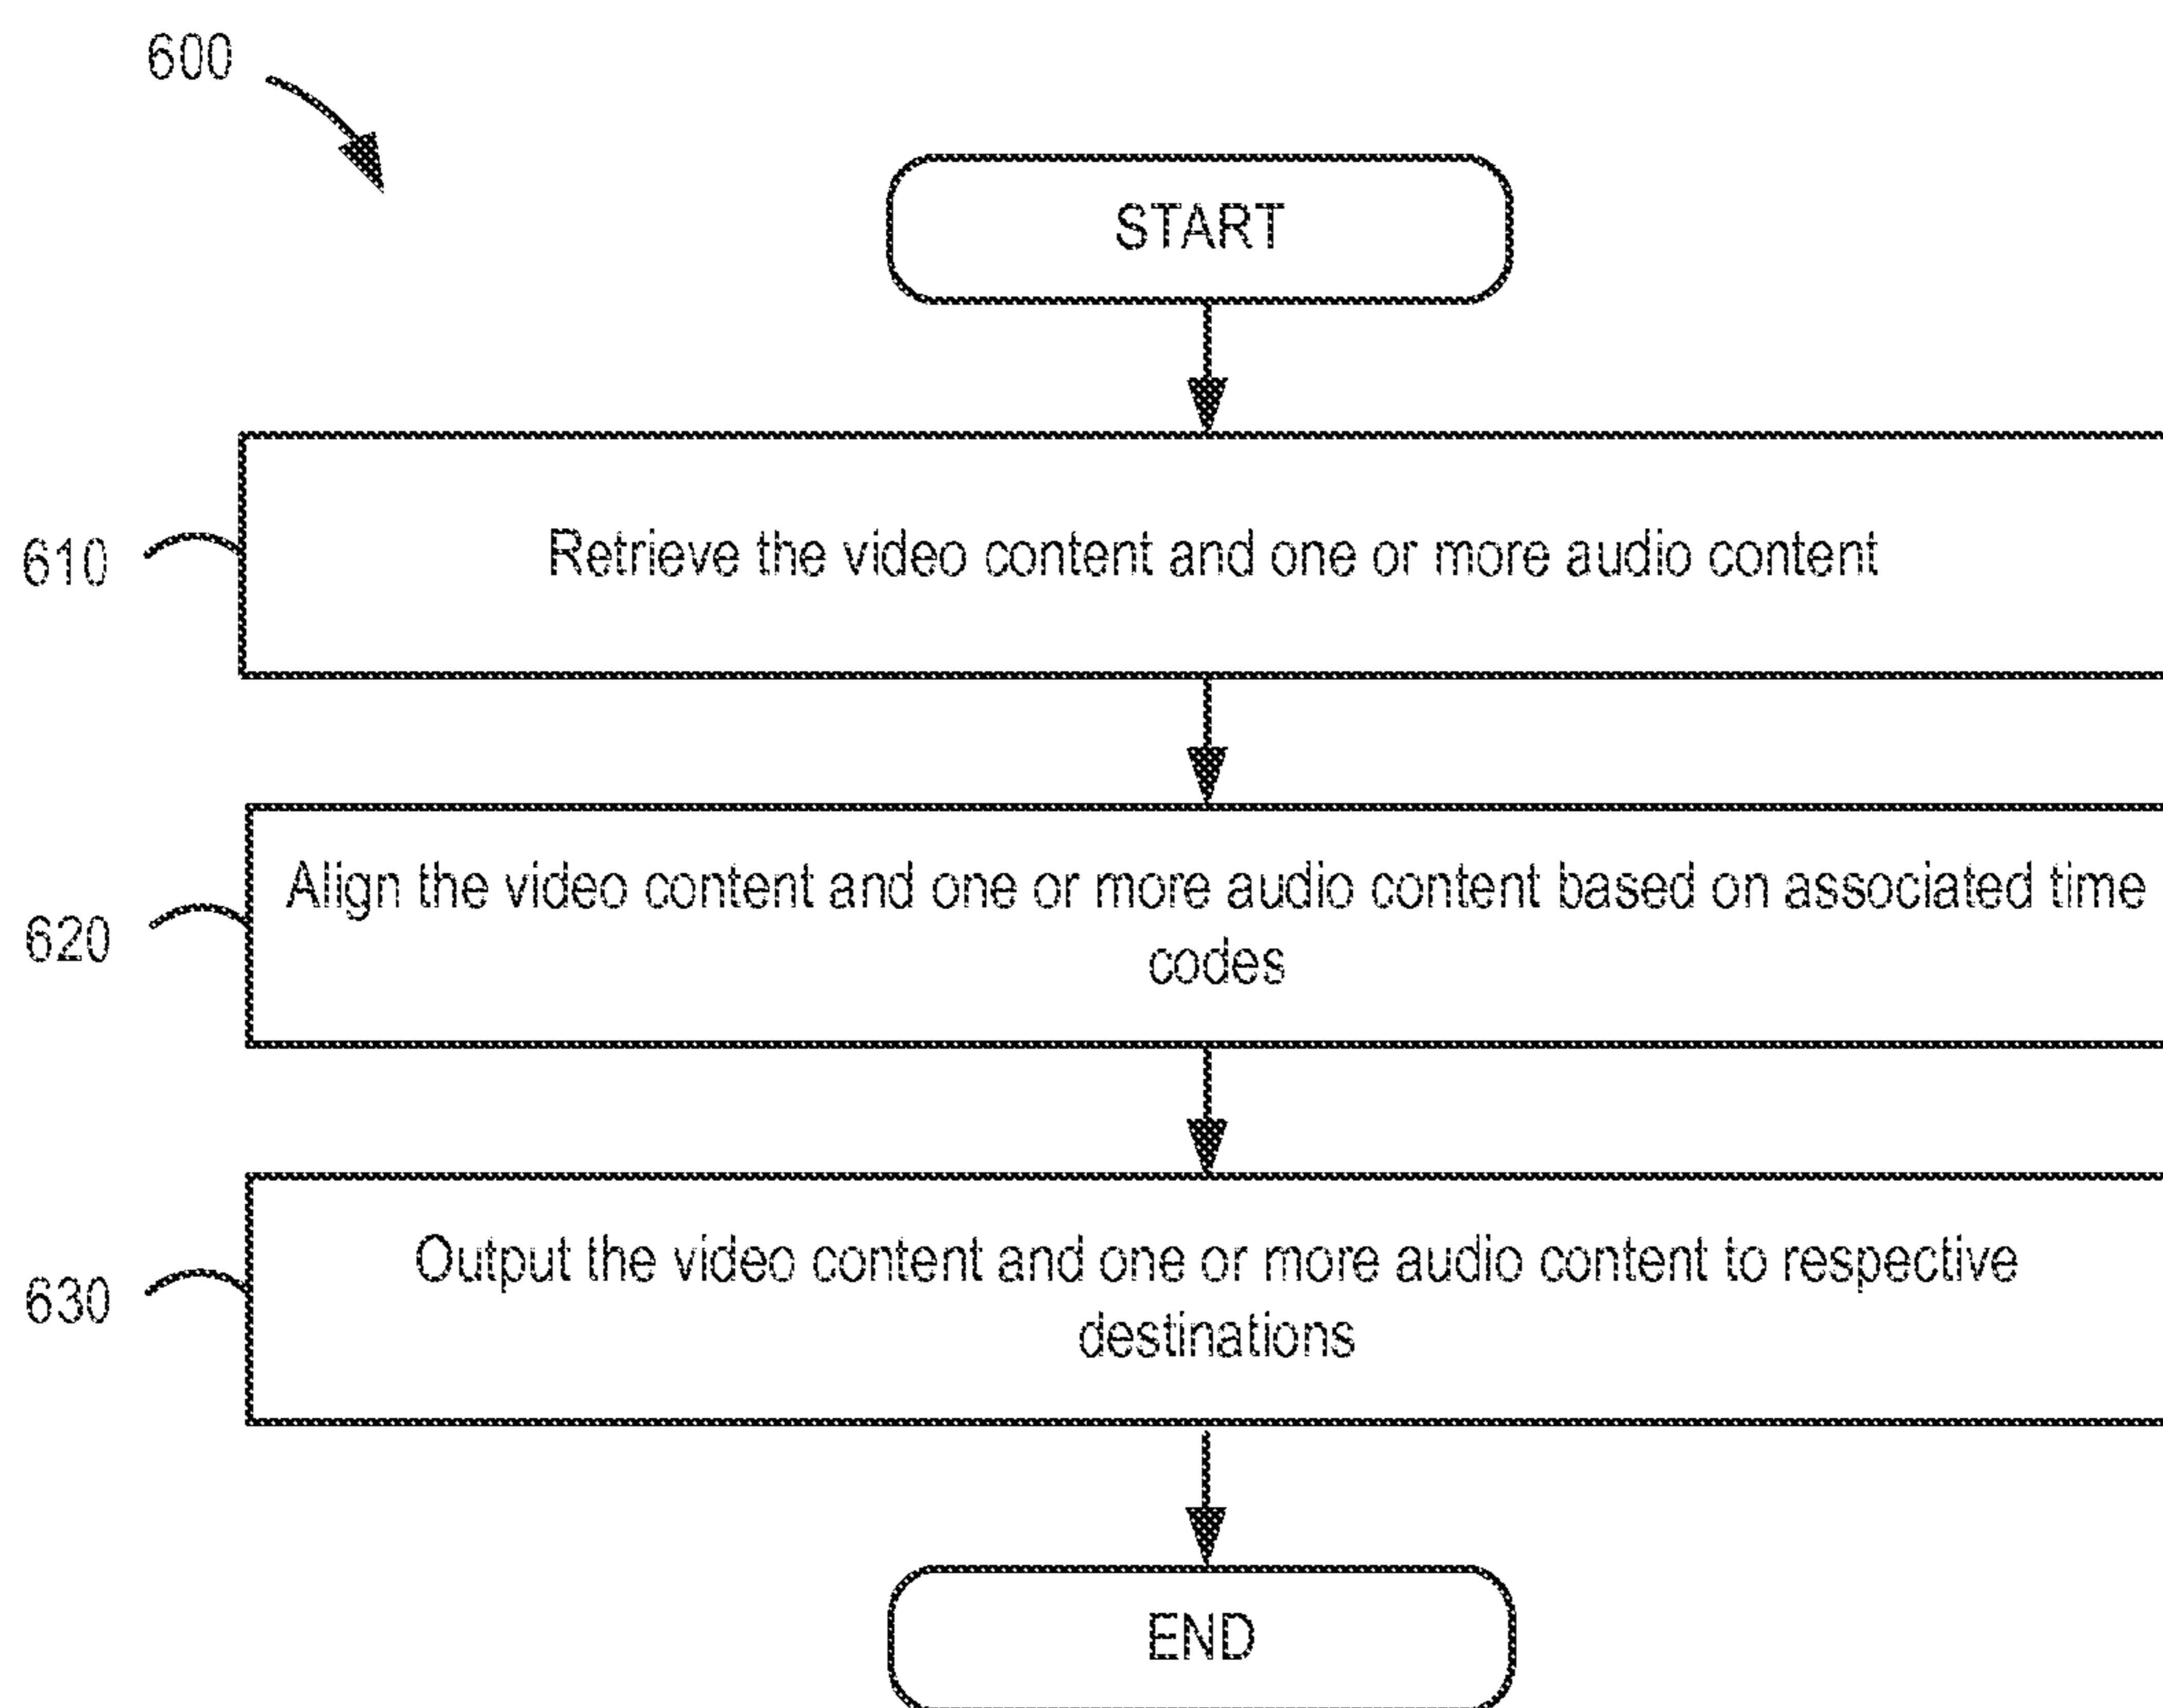 600
START
610
Retrieve the video content and one or more audio content
620
Align the video content and one or more audio content based on associated time
codes
630
Output the video content and one or more audio content to respective
destinations
END